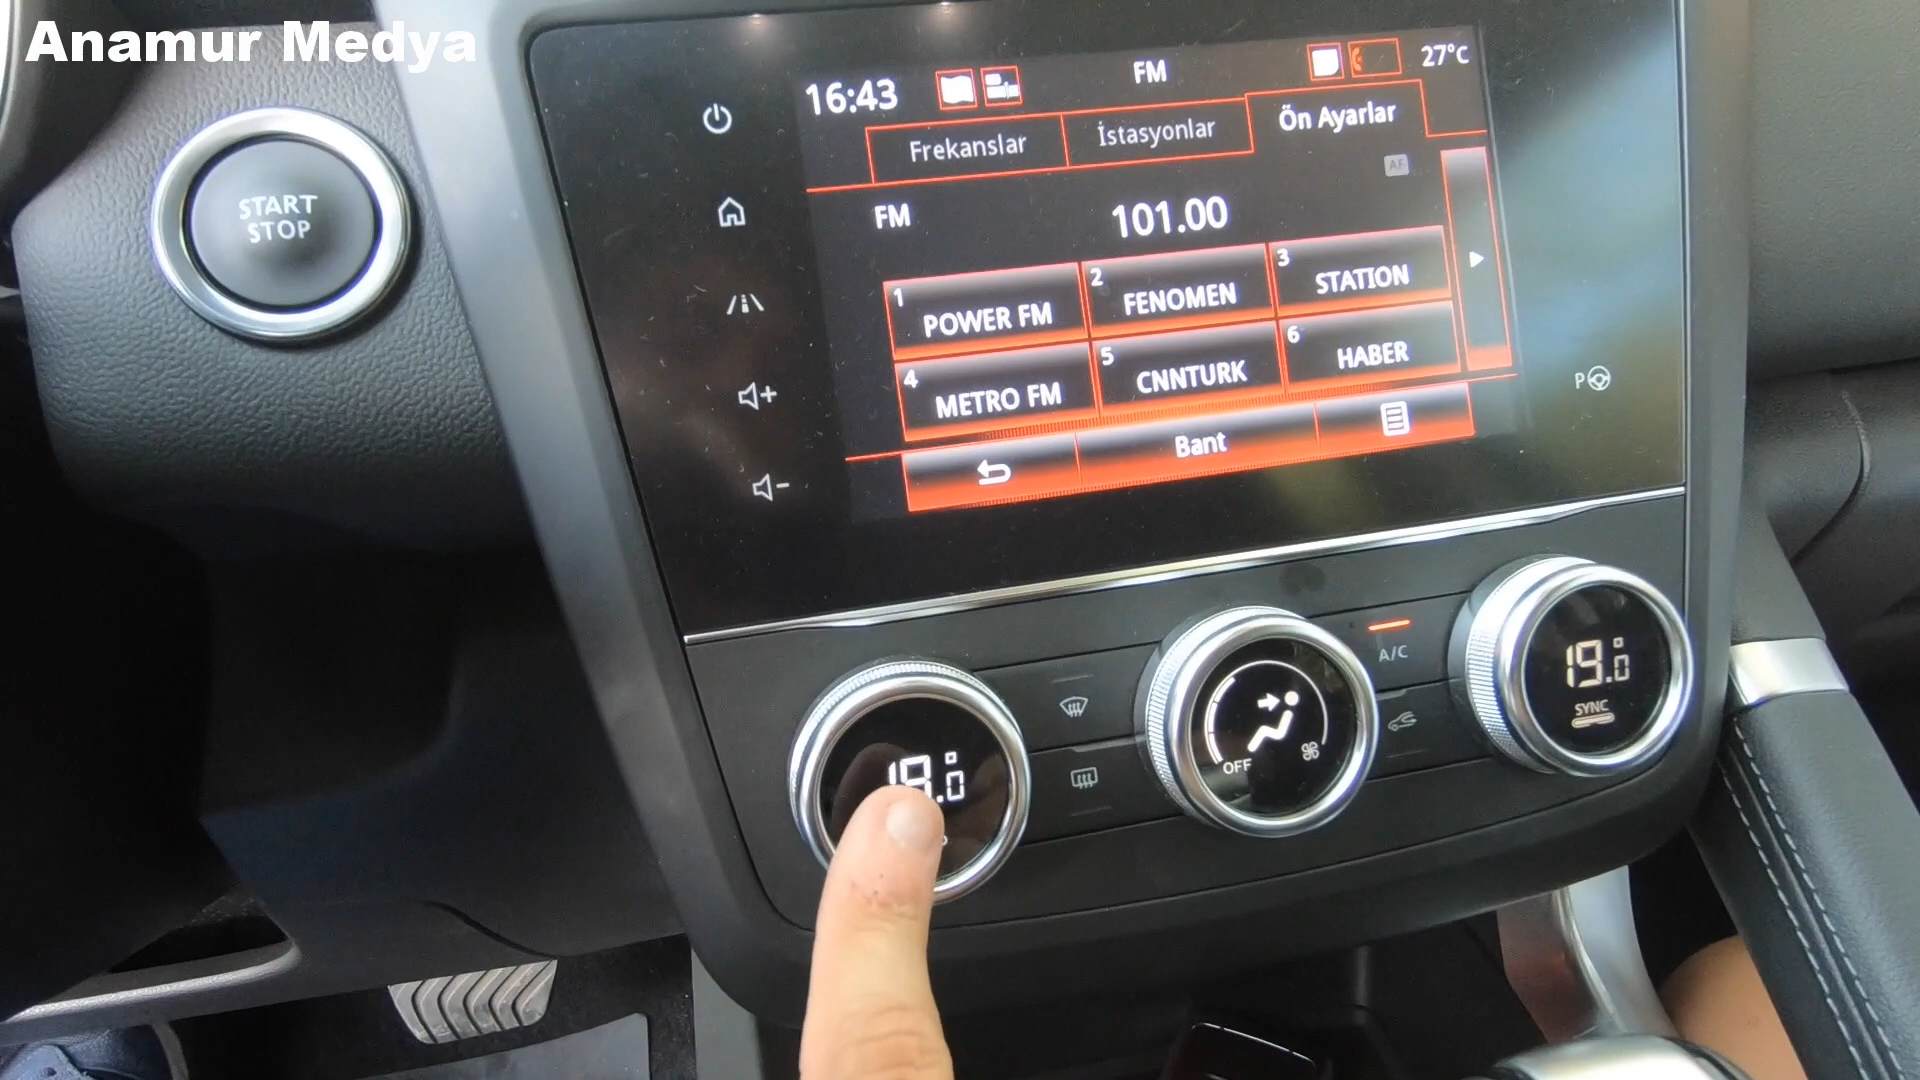 Anamur Medya
START
STOP
16:43
FM
27°C
Frekanslar
İstasyonlar
Ön Ayarlar
AF
FM
101.00
1
POWER FM
2
FENOMEN
3
STATION
4
METRO FM
5
CNNTURK
6
HABER
Bant
P
19.0
OFF
A/C
19.0
SYNC